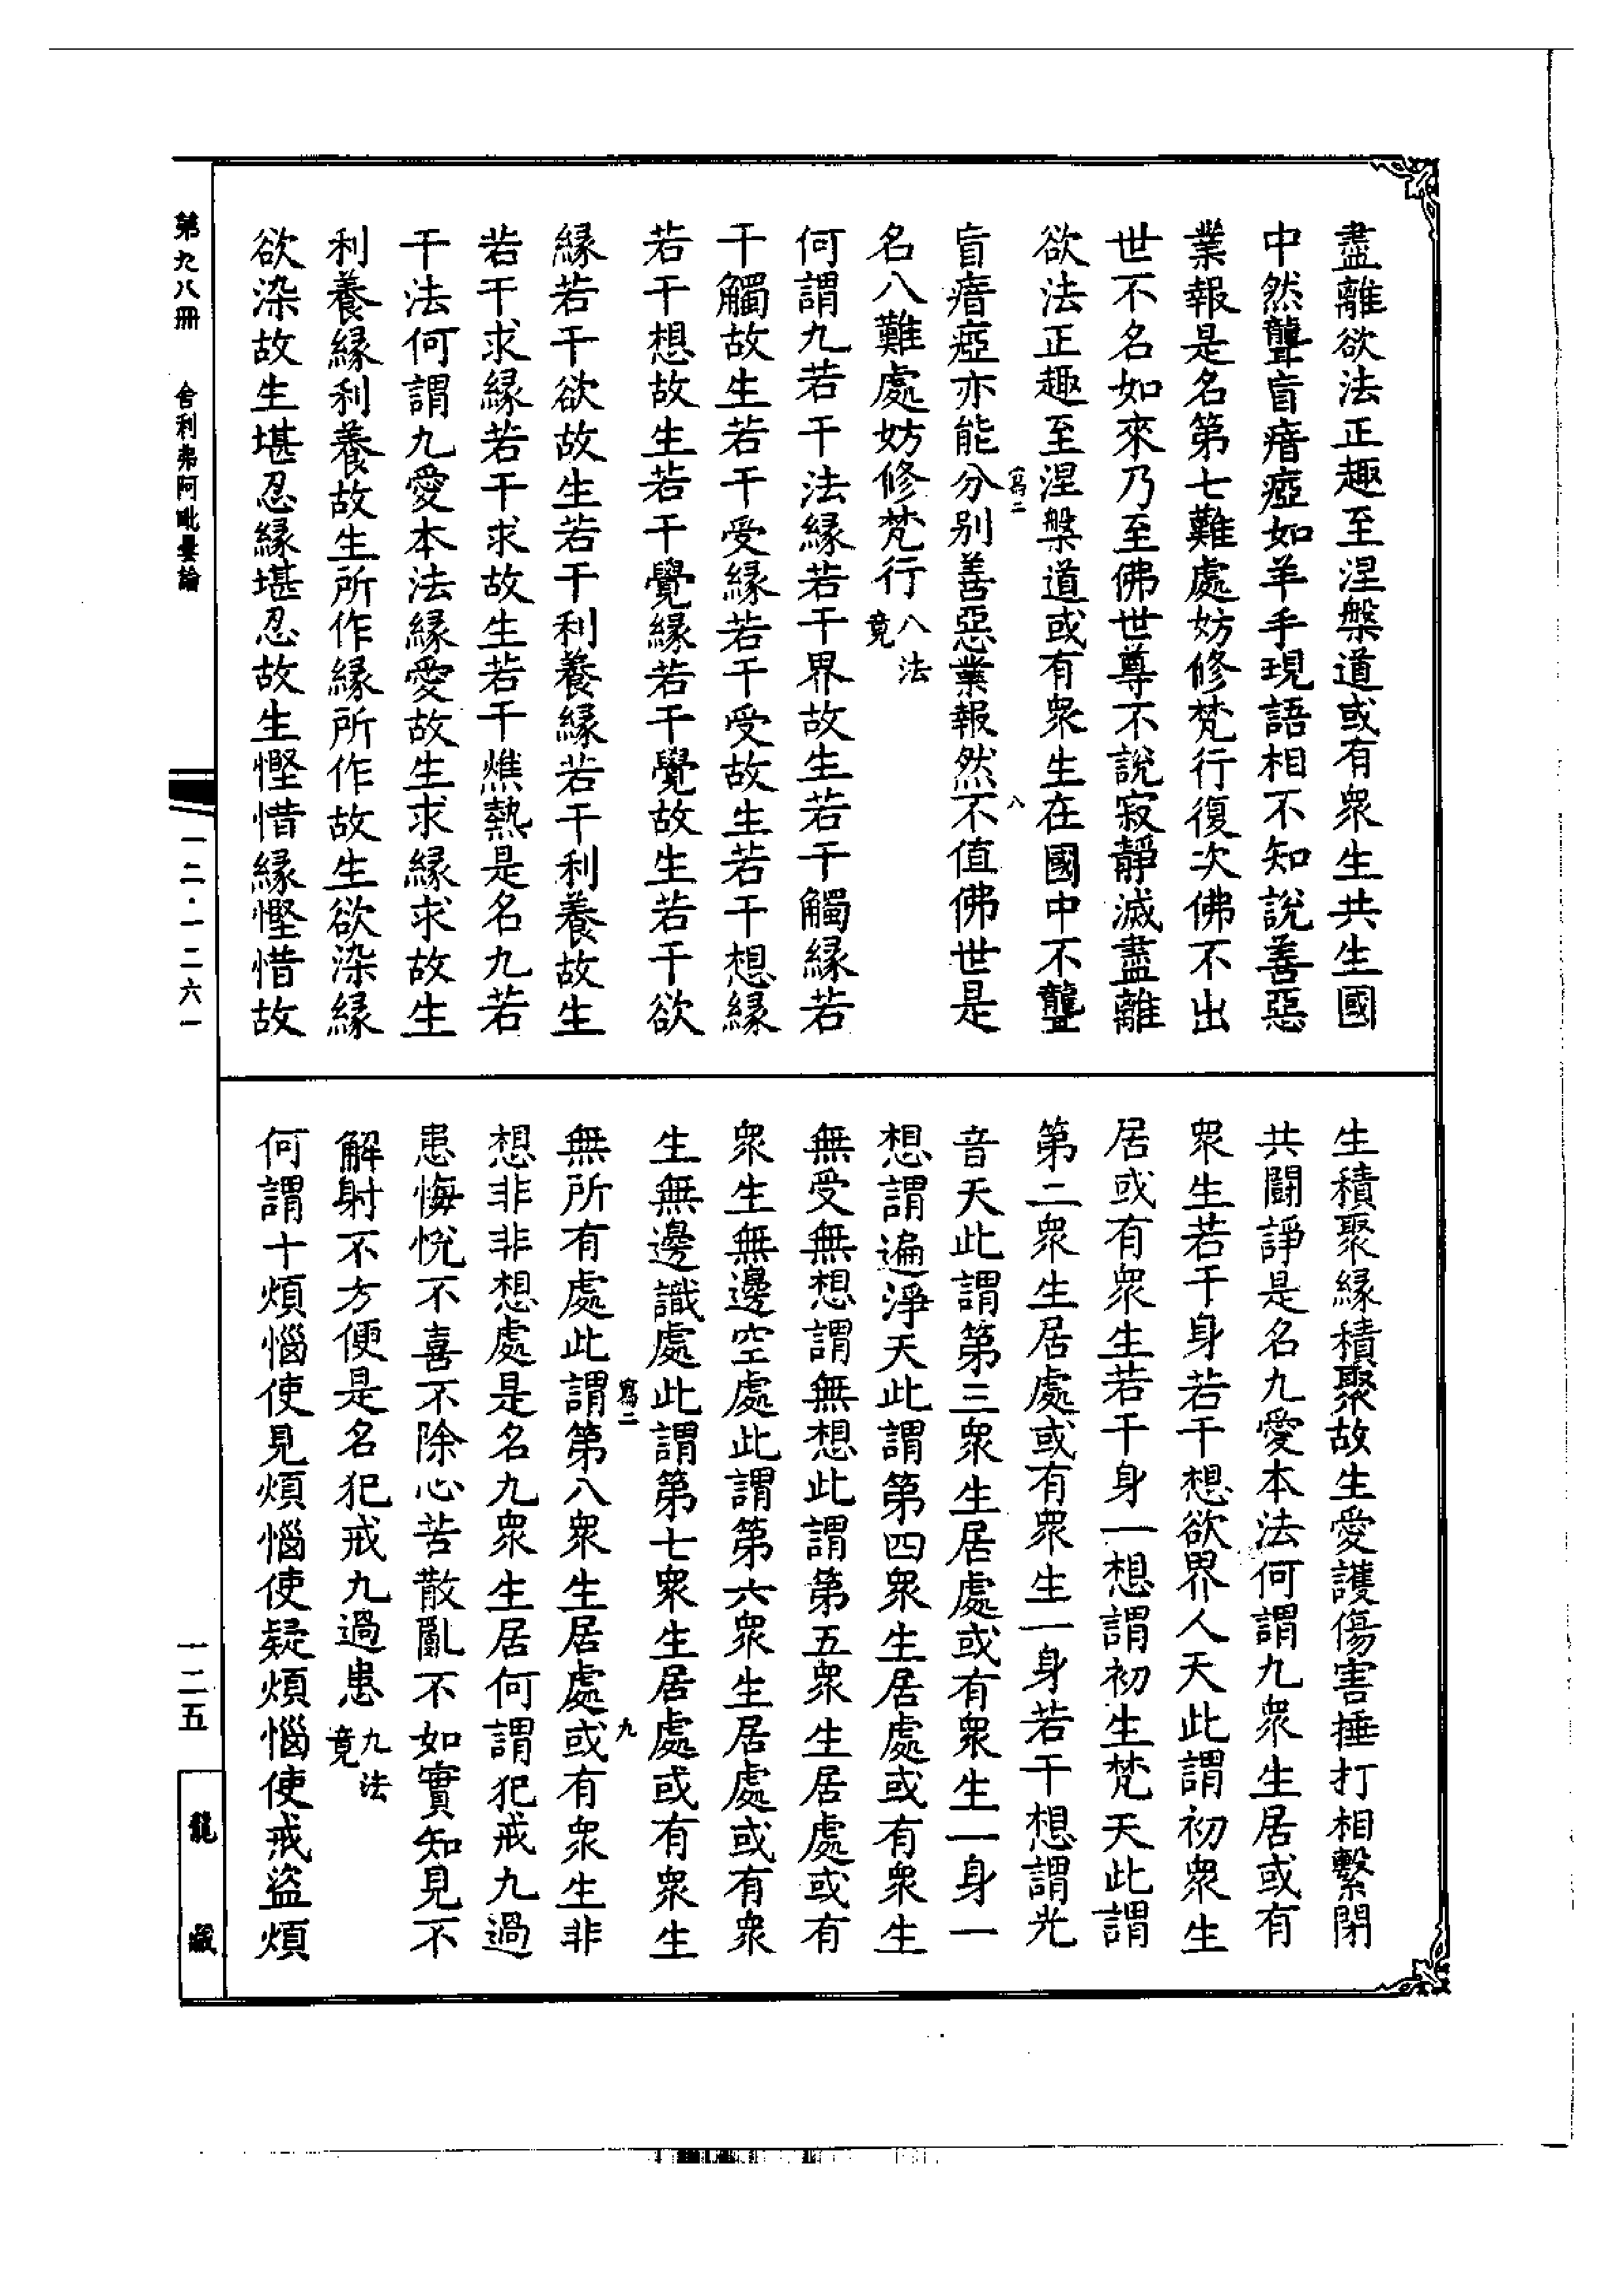 盡離欲法正趣至涅槃道或有衆生共生國
中然聾盲瘖瘂如羊手現語相不知説善惡
業報是名第七難處妨修梵行復次佛不出
世不名如來乃至佛世尊不説寂靜滅盡離
欲法正趣至涅槃道或有衆生在國中不聾
寫二
八
盲瘖瘂亦能分別善惡業報然不值佛世是
名八難處妨修梵行八法竟
何謂九若干法縁若干界故生若干觸縁若
干觸故生若干受縁若干受故生若干想縁
若干想故生若干覺縁若干覺故生若干欲
縁若干欲故生若干利養縁若干利養故生
若干求縁若干求故生若干燋熱是名九若
干法何謂九愛本法縁愛故生求縁求故生
利養縁利養故生所作縁所作故生欲染縁
欲染故生堪忍縁堪忍故生慳惜縁慳惜故
生積聚縁積聚故生愛護傷害捶打相繫閉
共鬪諍是名九愛本法何謂九衆生居或有
衆生若干身若干想欲界人天此謂初衆生
居或有衆生若干身一想謂初生梵天此謂
第二衆生居處或有衆生一身若干想謂光
音天此謂第三衆生居處或有衆生一身一
想謂遍淨天此謂第四衆生居處或有衆生
無受無想謂無想此謂第五衆生居處或有
衆生無邊空處此謂第六衆生居處或有衆
生無邊識處此謂第七衆生居處或有衆生
寫二
九
無所有處此謂第八衆生居處或有衆生非
想非非想處是名九衆生居何謂犯戒九過
患悔恱不喜不除心苦散亂不如實知見不
解射不方便是名犯戒九過患九法竟
何謂十煩惱使見煩惱使疑煩惱使戒盜煩
第九八冊
舍利弗阿毗曇論
一二·一二六一
一二五
龍藏